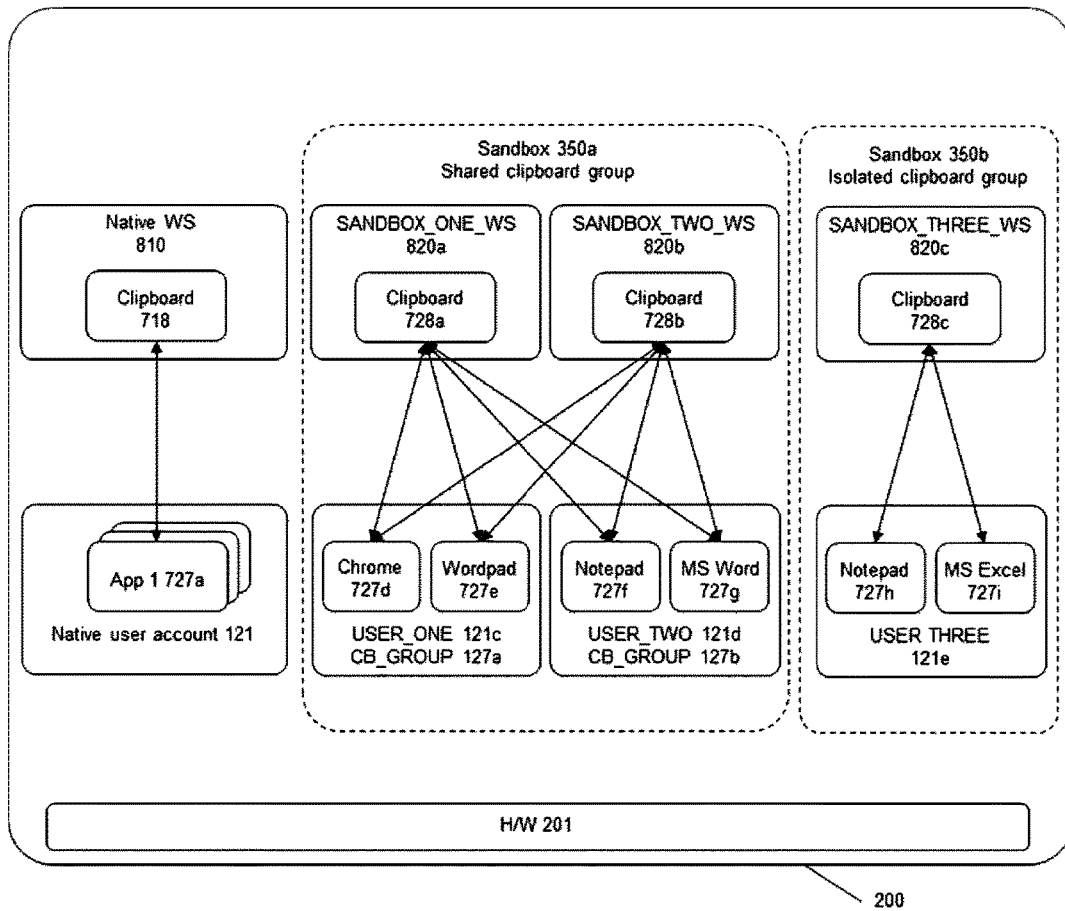 Sandbox 350a
Shared clipboard group
Sandbox 350b
Isolated clipboard group
Native WS
810
Clipboard
718
SANDBOX_ONE_WS
820a
Clipboard
728a
SANDBOX_TWO_WS
820b
Clipboard
728b
SANDBOX_THREE_WS
820c
Clipboard
728c
App 1 727a
Native user account 121
Chrome
727d
Wordpad
727e
USER_ONE 121c
CB_GROUP 127a
Notepad
727f
MS Word
727g
USER_TWO 121d
CB_GROUP 127b
Notepad
727h
MS Excel
727i
USER THREE
121e
H/W 201
200